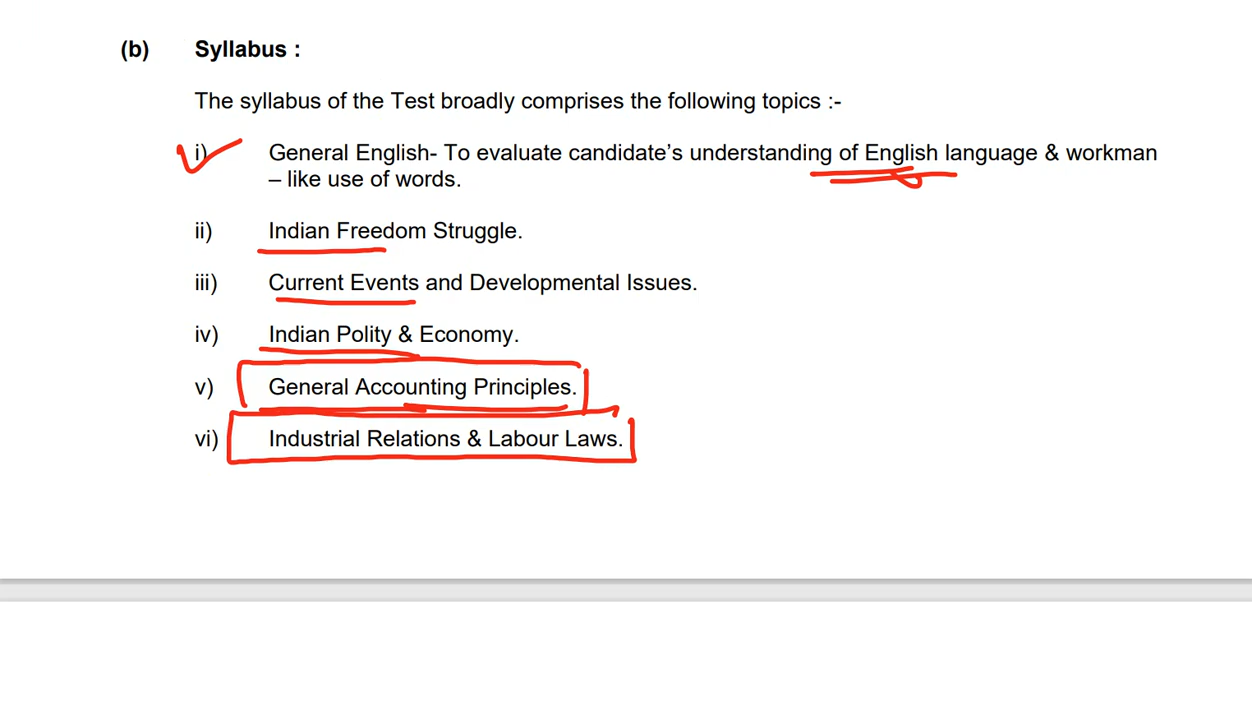 (b) Syllabus :
The syllabus of the Test broadly comprises the following topics :-
i) General English- To evaluate candidate’s understanding of English language & workman
– like use of words.
ii) Indian Freedom Struggle.
iii) Current Events and Developmental Issues.
iv) Indian Polity & Economy.
v) General Accounting Principles.
vi) Industrial Relations & Labour Laws.